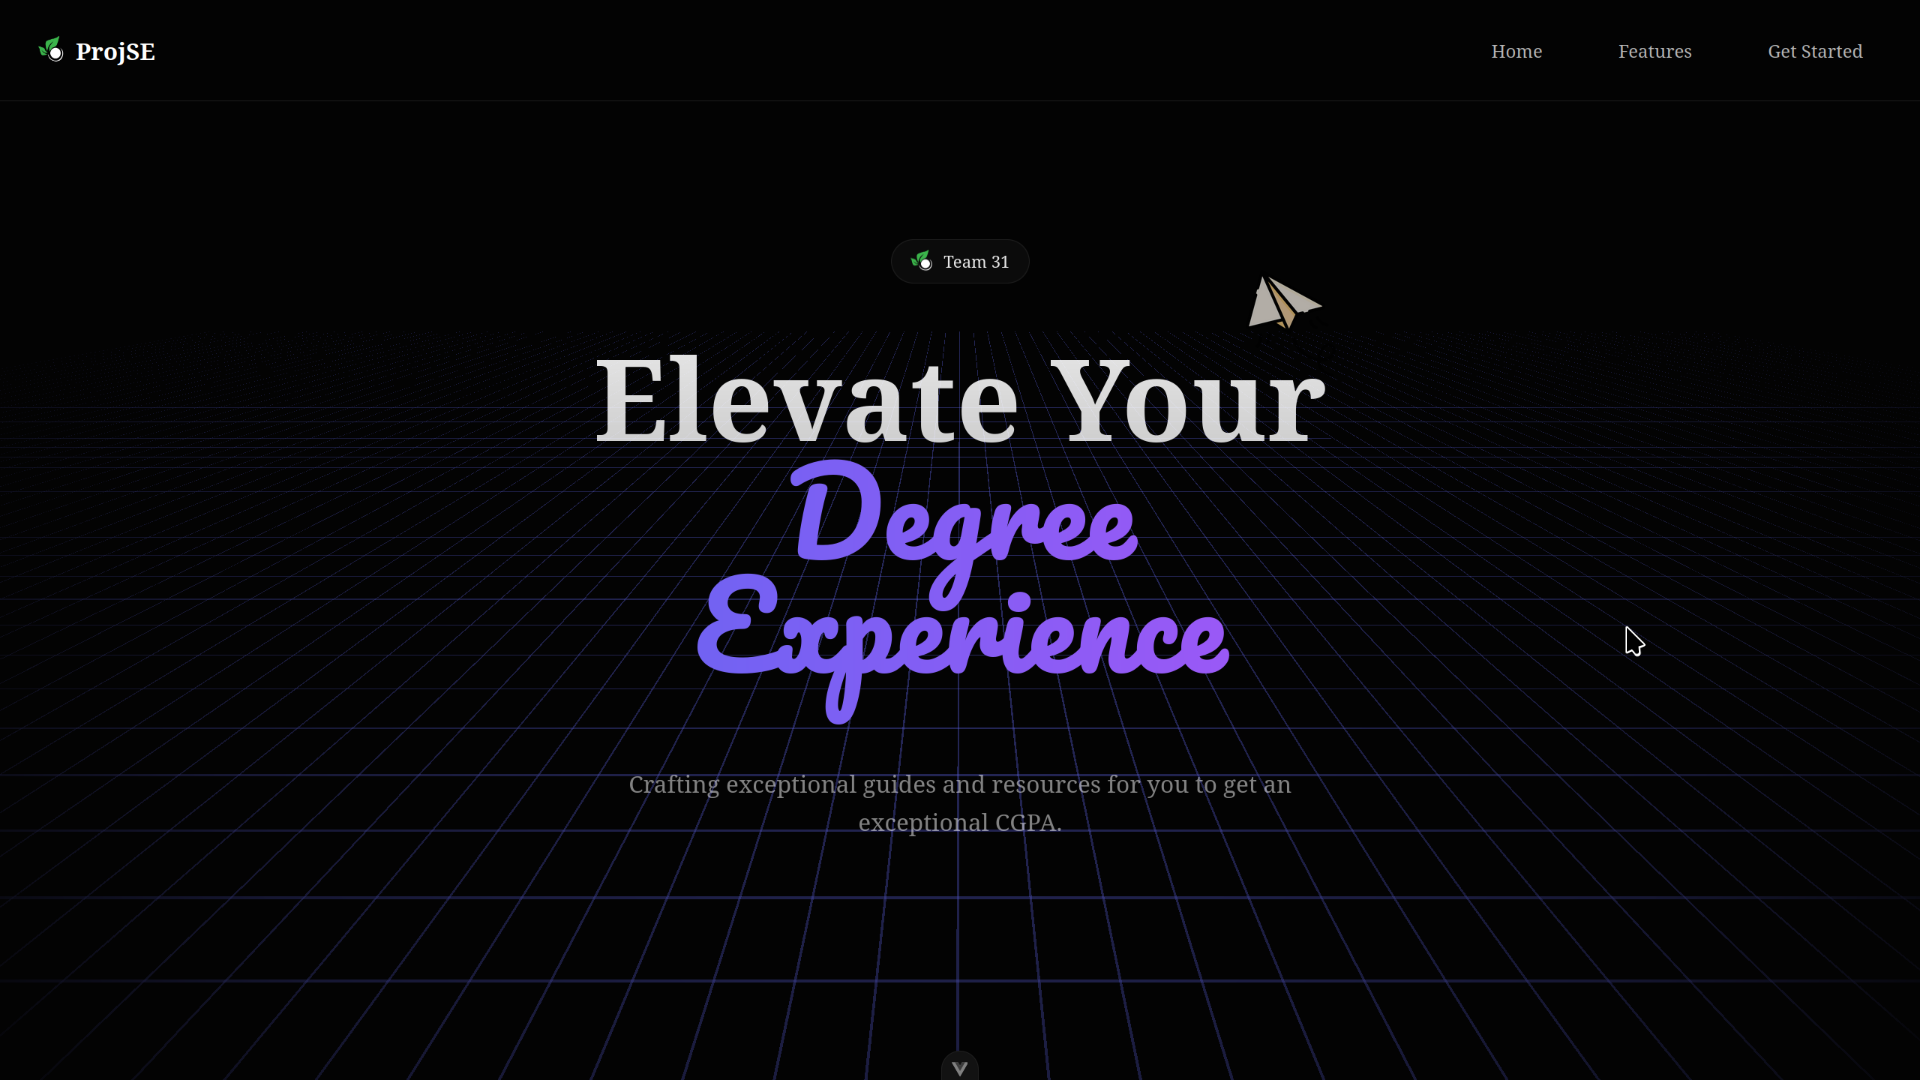 ProjSE
Home
Features
Get Started
Team 31
Elevate Your
Degree
Experience
Crafting exceptional guides and resources for you to get an
exceptional CGPA.